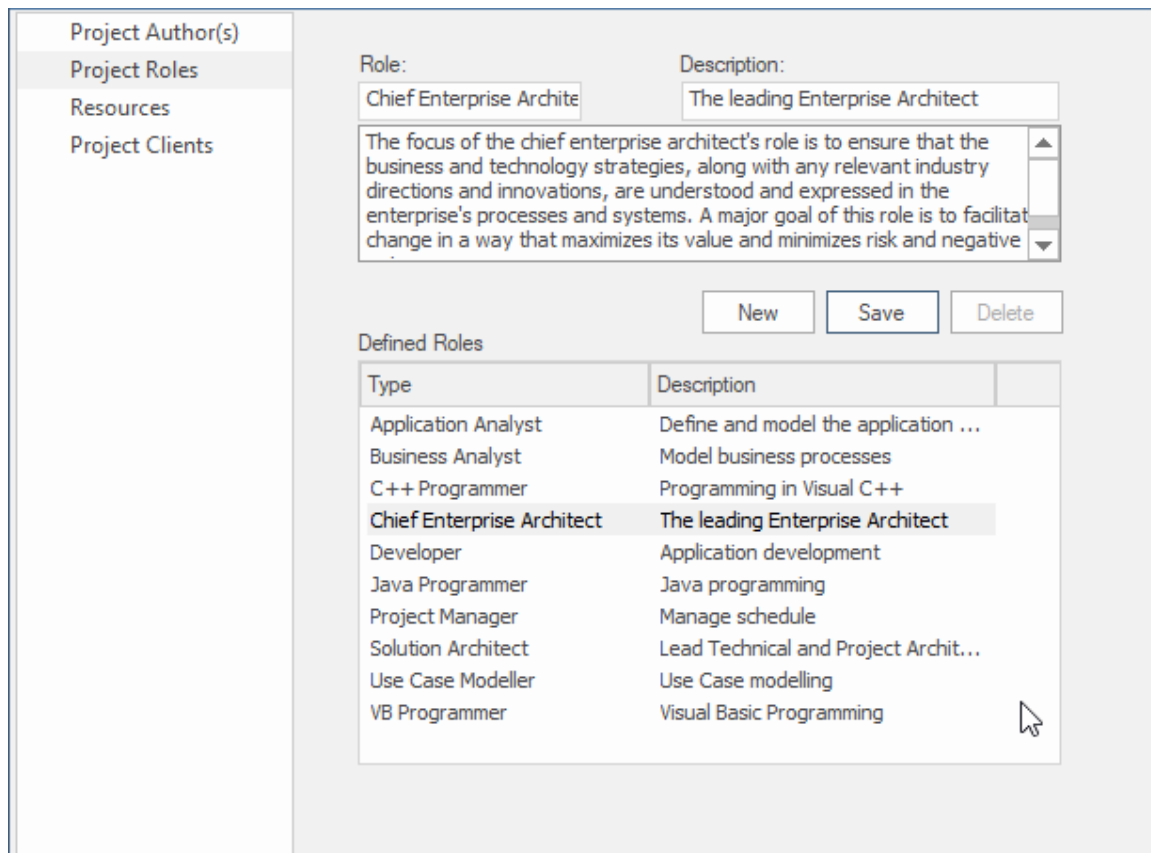 Project Author(s)
Project Roles
Resources
Project Clients
Role:
Description:
Chief Enterprise Archite
The leading Enterprise Architect
The focus of the chief enterprise architect's role is to ensure that the
business and technology strategies, along with any relevant industry
directions and innovations, are understood and expressed in the
enterprise's processes and systems. A major goal of this role is to facilitat
change in a way that maximizes its value and minimizes risk and negative
New Save Delete
Defined Roles
Type Description
Application Analyst Define and model the application ...
Business Analyst Model business processes
C++ Programmer Programming in Visual C++
Chief Enterprise Architect The leading Enterprise Architect
Developer Application development
Java Programmer Java programming
Project Manager Manage schedule
Solution Architect Lead Technical and Project Archit...
Use Case Modeller Use Case modelling
VB Programmer Visual Basic Programming